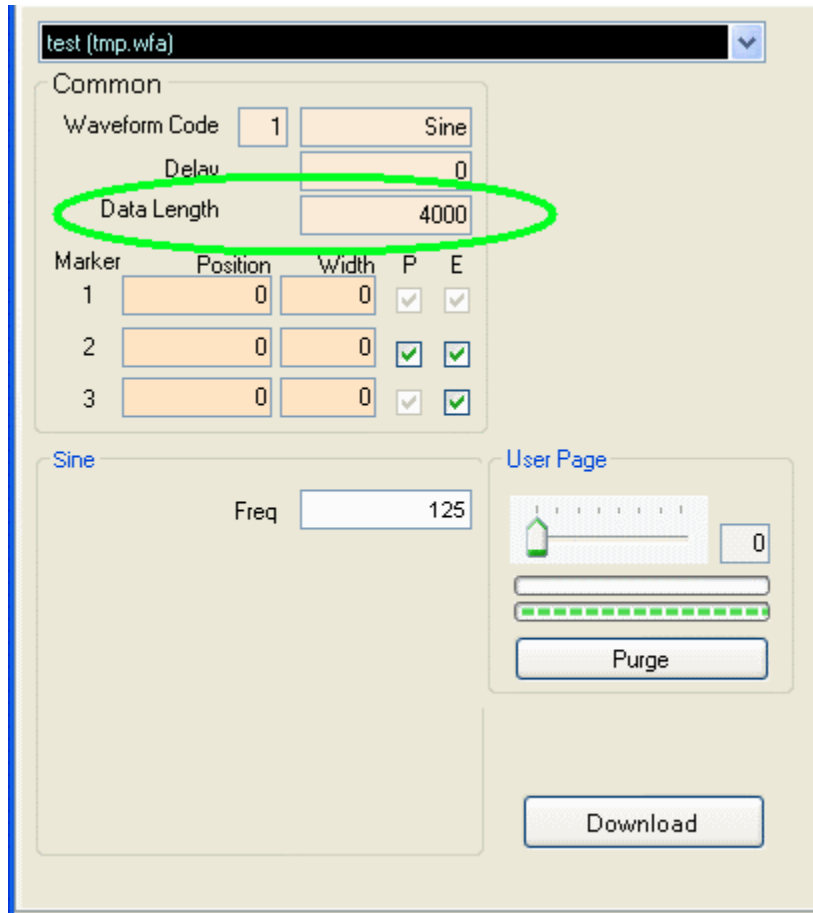 test (tmp.wfa)
Common
Waveform Code 1 Sine
Delay 0
Data Length 4000
Marker Position Width P E
1 0 0
2 0 0
3 0 0
Sine
Freq 125
User Page
0
Purge
Download